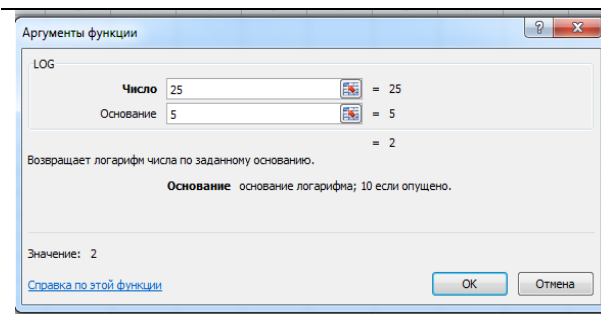 Аргументы функции
LOG
Число 25 = 25
Основание 5 = 5
= 2
Возвращает логарифм числа по заданному основанию.
Основание основание логарифма; 10 если опущено.
Значение: 2
Справка по этой функции ОК Отмена